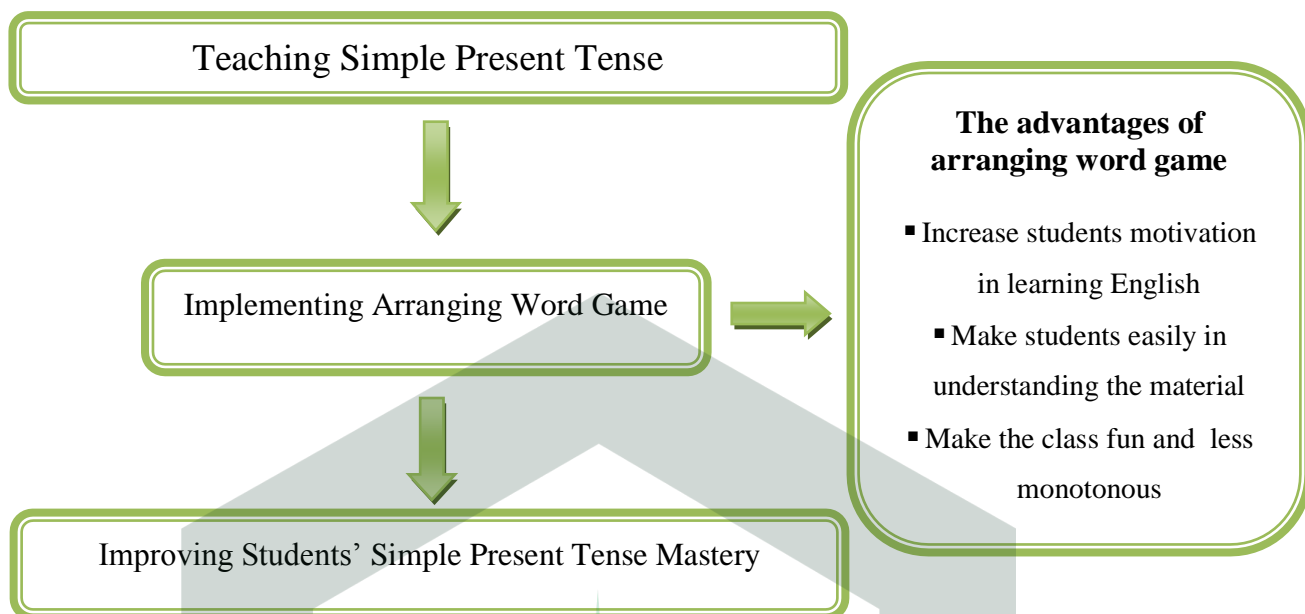 Teaching Simple Present Tense
Implementing Arranging Word Game
Improving Students’ Simple Present Tense Mastery
The advantages of
arranging word game
▪ Increase students motivation
in learning English
▪ Make students easily in
understanding the material
▪ Make the class fun and less
monotonous